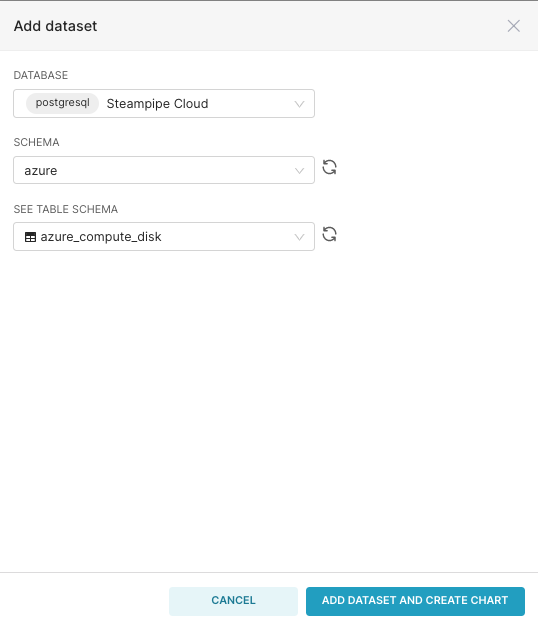 Add dataset
DATABASE
postgresql Steampipe Cloud
SCHEMA
azure
SEE TABLE SCHEMA
azure_compute_disk
CANCEL ADD DATASET AND CREATE CHART